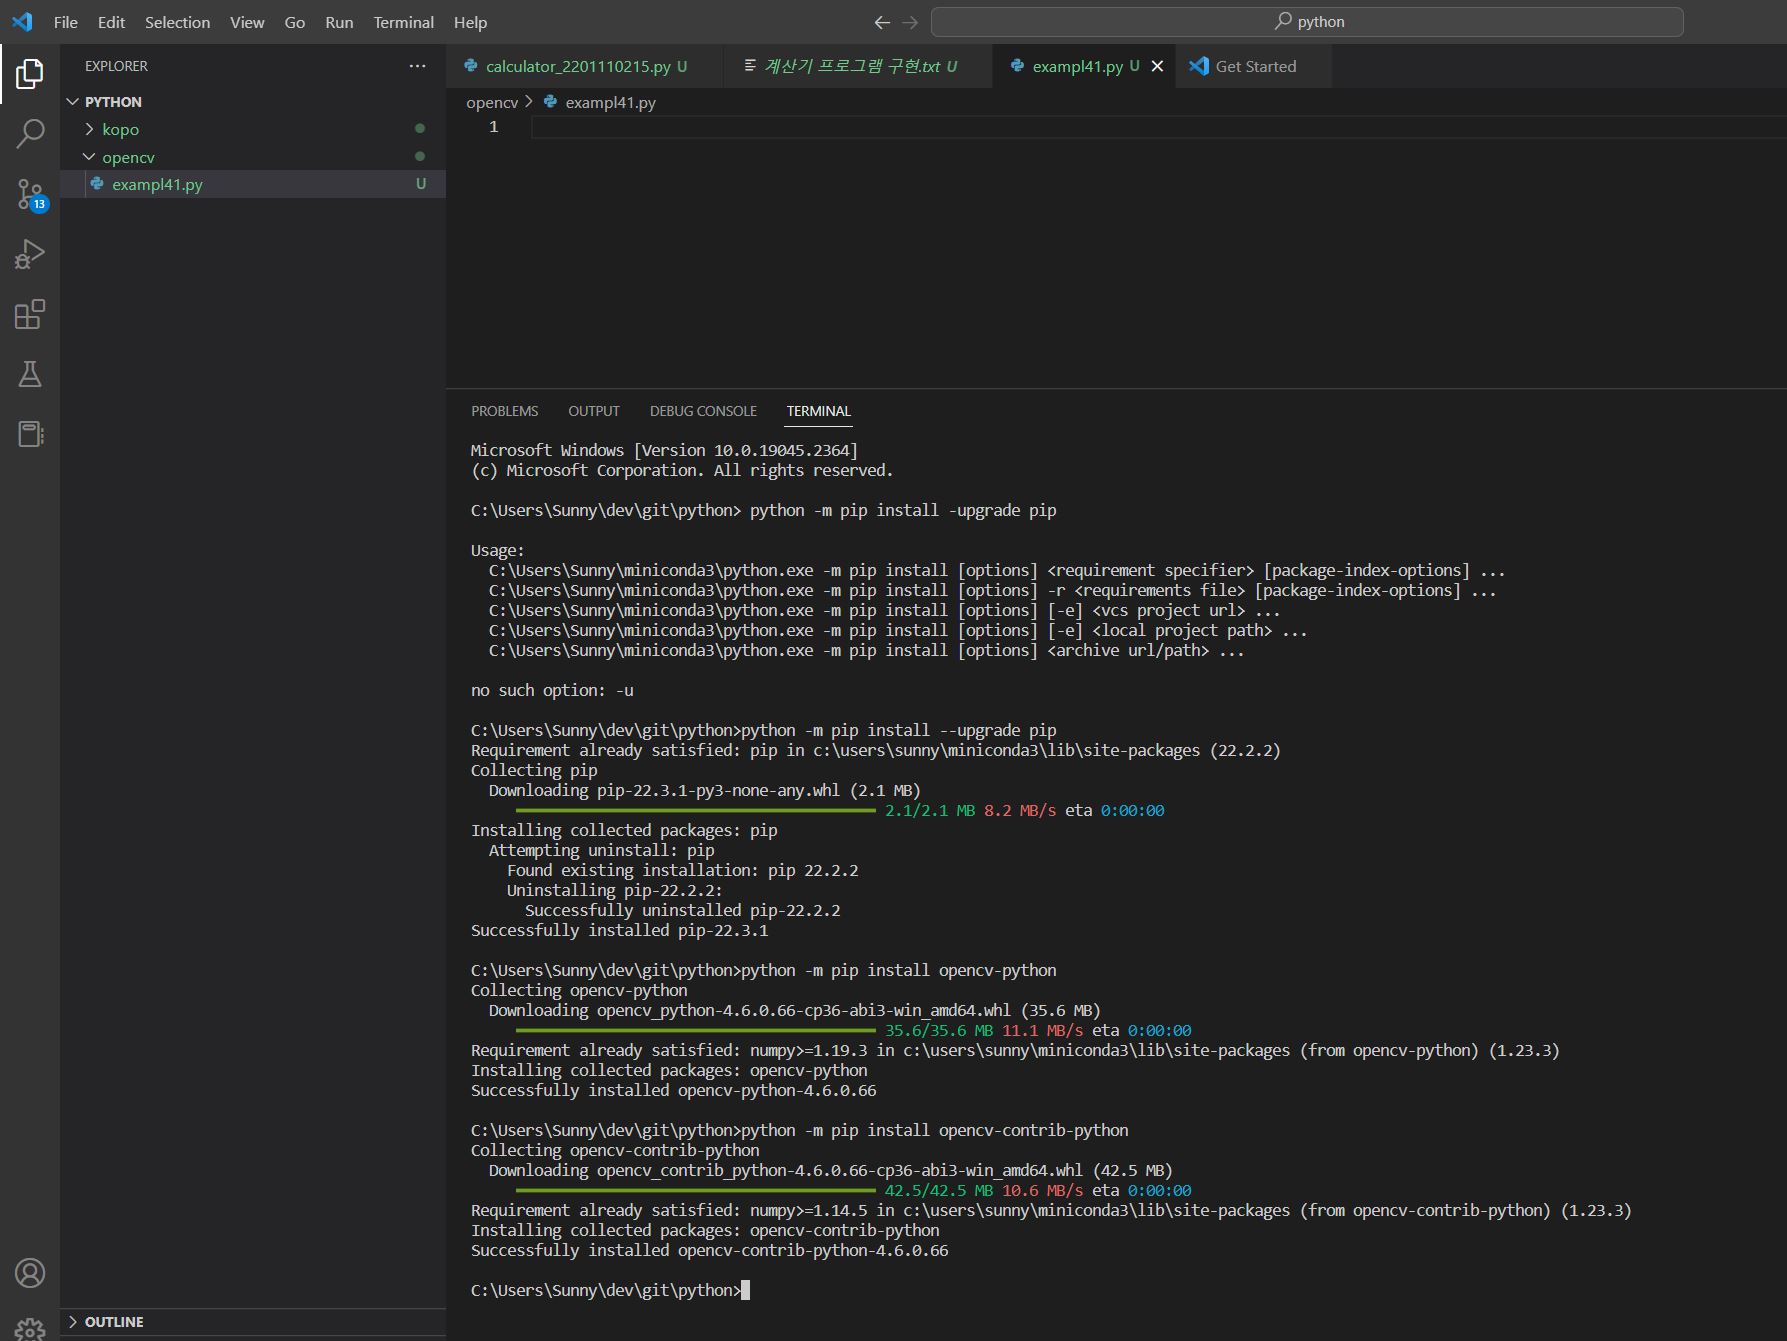 File Edit Selection View Go Run Terminal Help
python
EXPLORER
calculator_2201110215.py U
계산기 프로그램 구현.txt U
exampl41.py U
Get Started
PYTHON
kopo
opencv
exampl41.py U
13
opencv > exampl41.py
1
PROBLEMS OUTPUT DEBUG CONSOLE TERMINAL
Microsoft Windows [Version 10.0.19045.2364]
(c) Microsoft Corporation. All rights reserved.
C:\Users\Sunny\dev\git\python> python -m pip install -upgrade pip
Usage:
C:\Users\Sunny\miniconda3\python.exe -m pip install [options] <requirement specifier> [package-index-options] ...
C:\Users\Sunny\miniconda3\python.exe -m pip install [options] -r <requirements file> [package-index-options] ...
C:\Users\Sunny\miniconda3\python.exe -m pip install [options] [-e] <vcs project url> ...
C:\Users\Sunny\miniconda3\python.exe -m pip install [options] [-e] <local project path> ...
C:\Users\Sunny\miniconda3\python.exe -m pip install [options] <archive url/path> ...
no such option: -u
C:\Users\Sunny\dev\git\python>python -m pip install --upgrade pip
Requirement already satisfied: pip in c:\users\sunny\miniconda3\lib\site-packages (22.2.2)
Collecting pip
Downloading pip-22.3.1-py3-none-any.whl (2.1 MB)
2.1/2.1 MB 8.2 MB/s eta 0:00:00
Installing collected packages: pip
Attempting uninstall: pip
Found existing installation: pip 22.2.2
Uninstalling pip-22.2.2:
Successfully uninstalled pip-22.2.2
Successfully installed pip-22.3.1
C:\Users\Sunny\dev\git\python>python -m pip install opencv-python
Collecting opencv-python
Downloading opencv_python-4.6.0.66-cp36-abi3-win_amd64.whl (35.6 MB)
35.6/35.6 MB 11.1 MB/s eta 0:00:00
Requirement already satisfied: numpy>=1.19.3 in c:\users\sunny\miniconda3\lib\site-packages (from opencv-python) (1.23.3)
Installing collected packages: opencv-python
Successfully installed opencv-python-4.6.0.66
C:\Users\Sunny\dev\git\python>python -m pip install opencv-contrib-python
Collecting opencv-contrib-python
Downloading opencv_contrib_python-4.6.0.66-cp36-abi3-win_amd64.whl (42.5 MB)
42.5/42.5 MB 10.6 MB/s eta 0:00:00
Requirement already satisfied: numpy>=1.14.5 in c:\users\sunny\miniconda3\lib\site-packages (from opencv-contrib-python) (1.23.3)
Installing collected packages: opencv-contrib-python
Successfully installed opencv-contrib-python-4.6.0.66
C:\Users\Sunny\dev\git\python>
OUTLINE